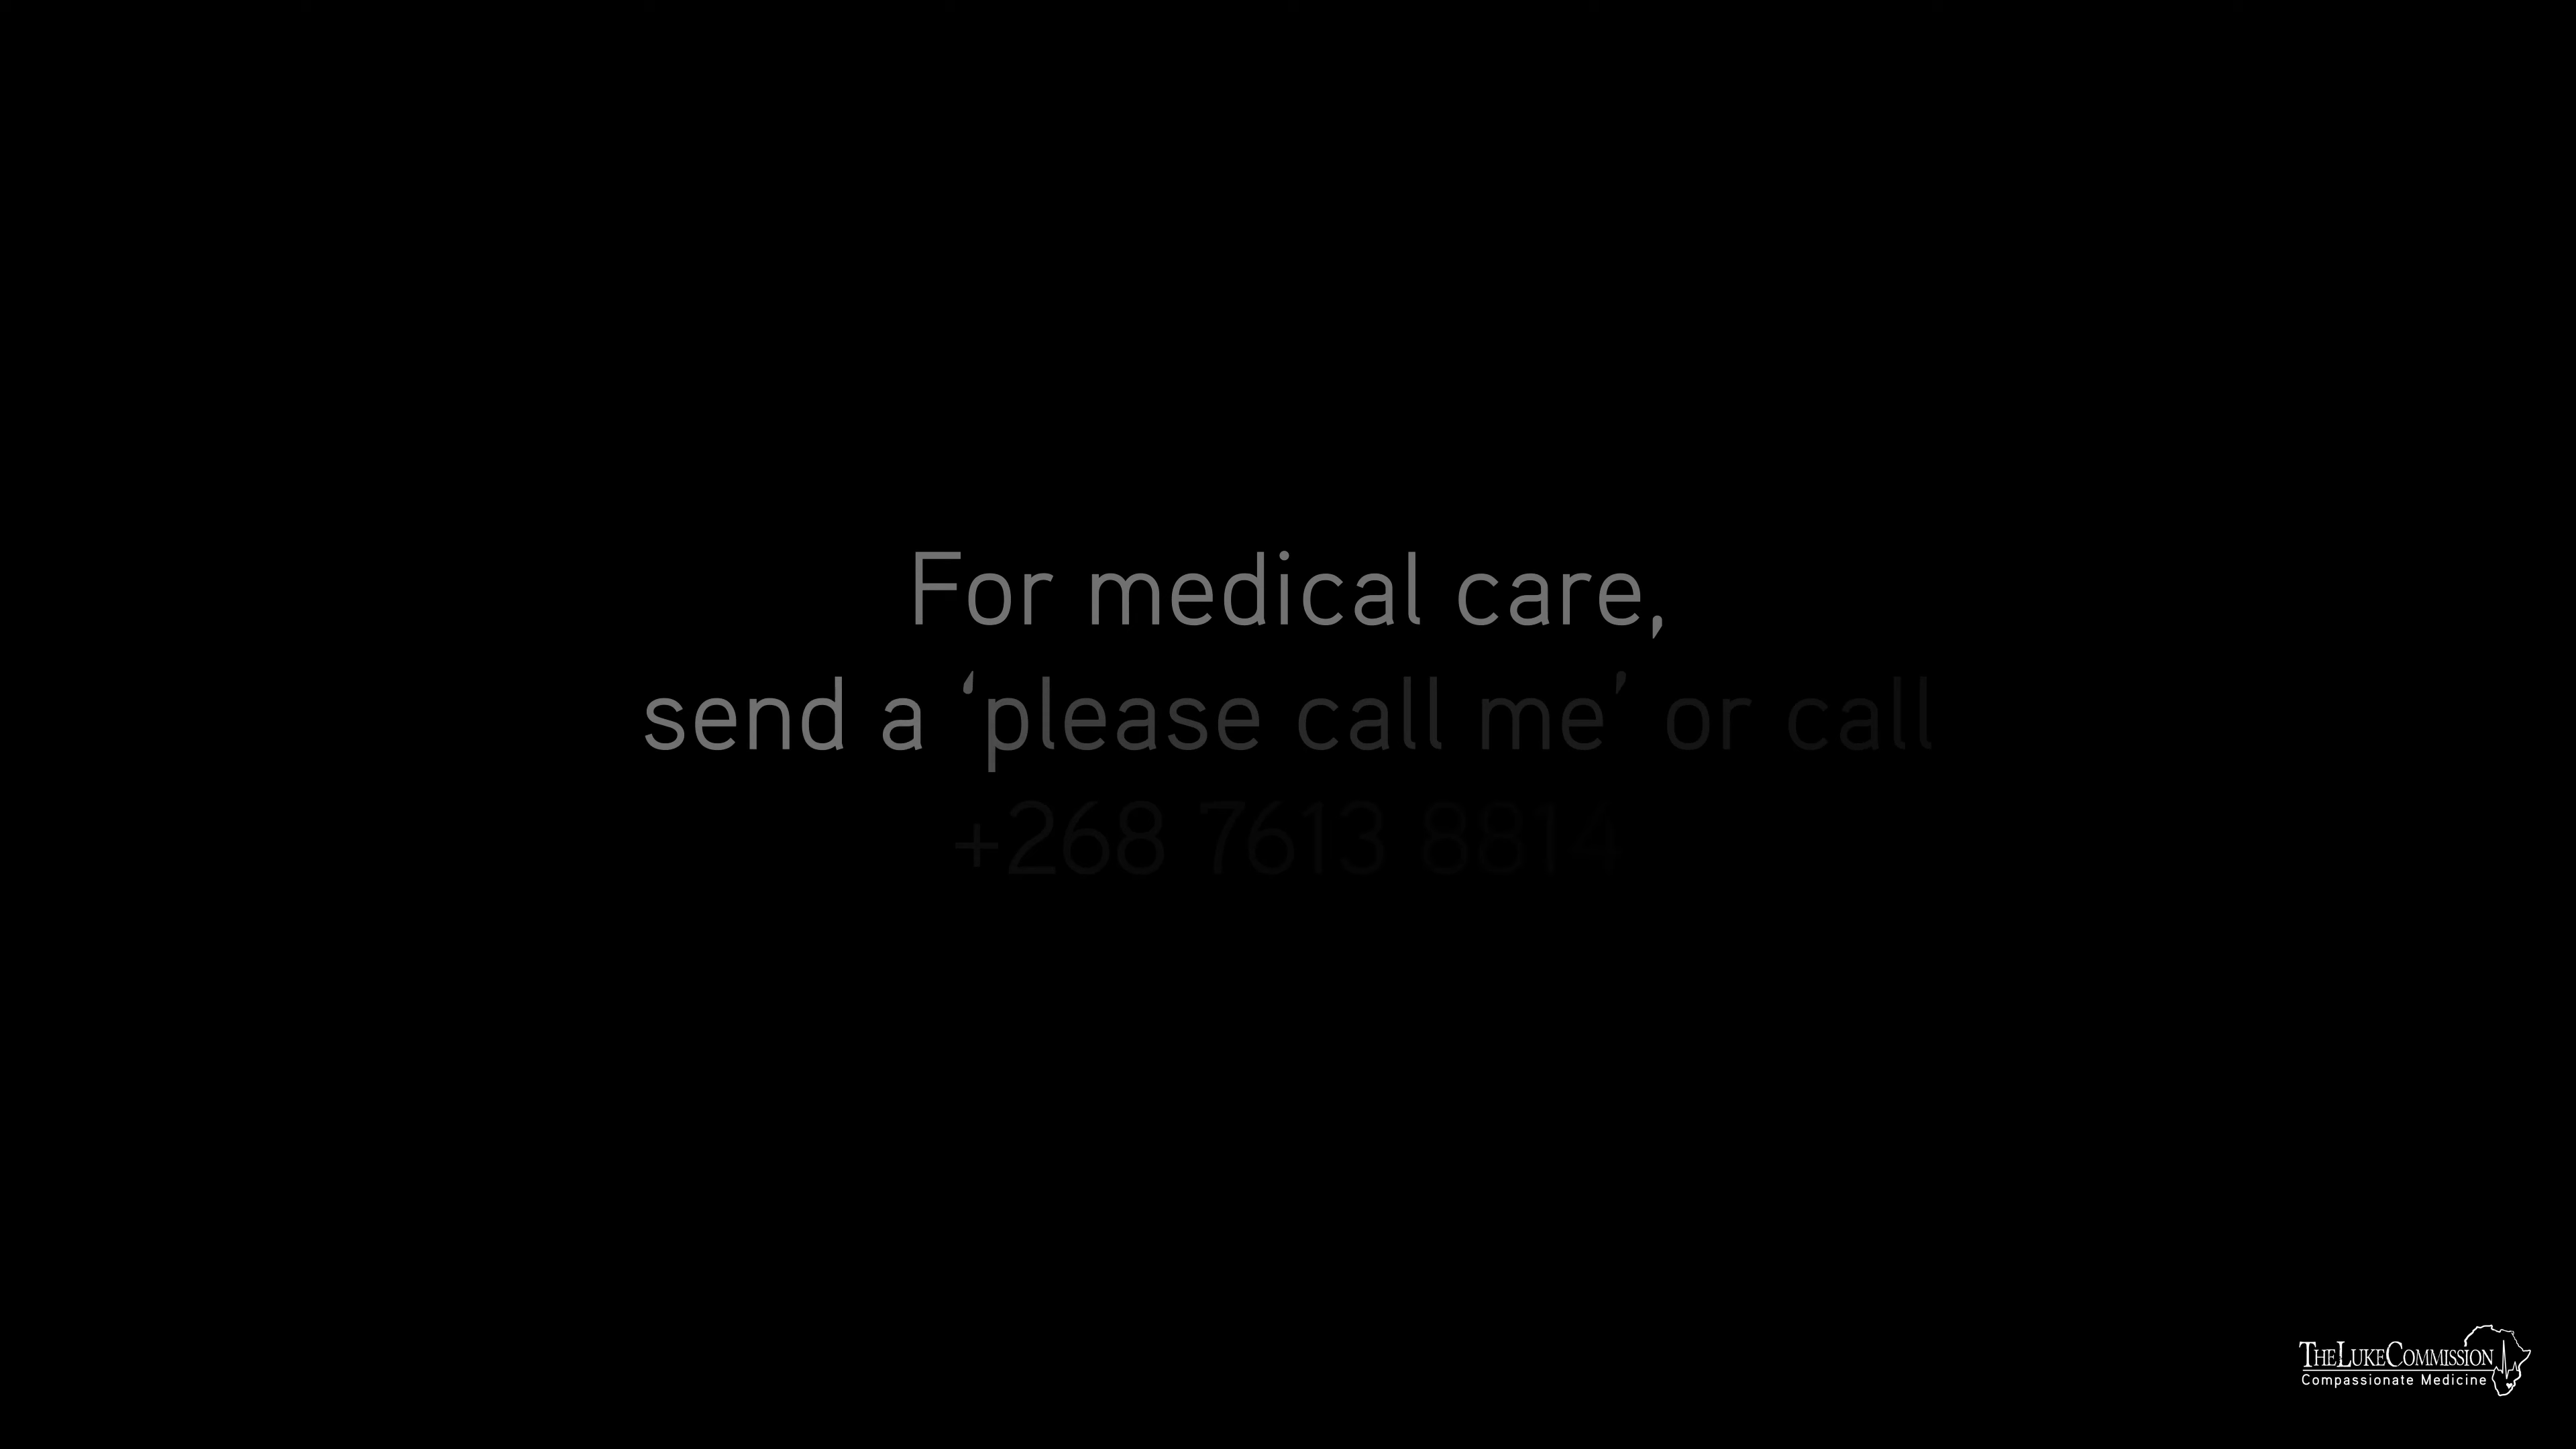 For medical care,
send a ‘please call me’ or call
+268 7613 8814
THELUKECOMMISSION
Compassionate Medicine